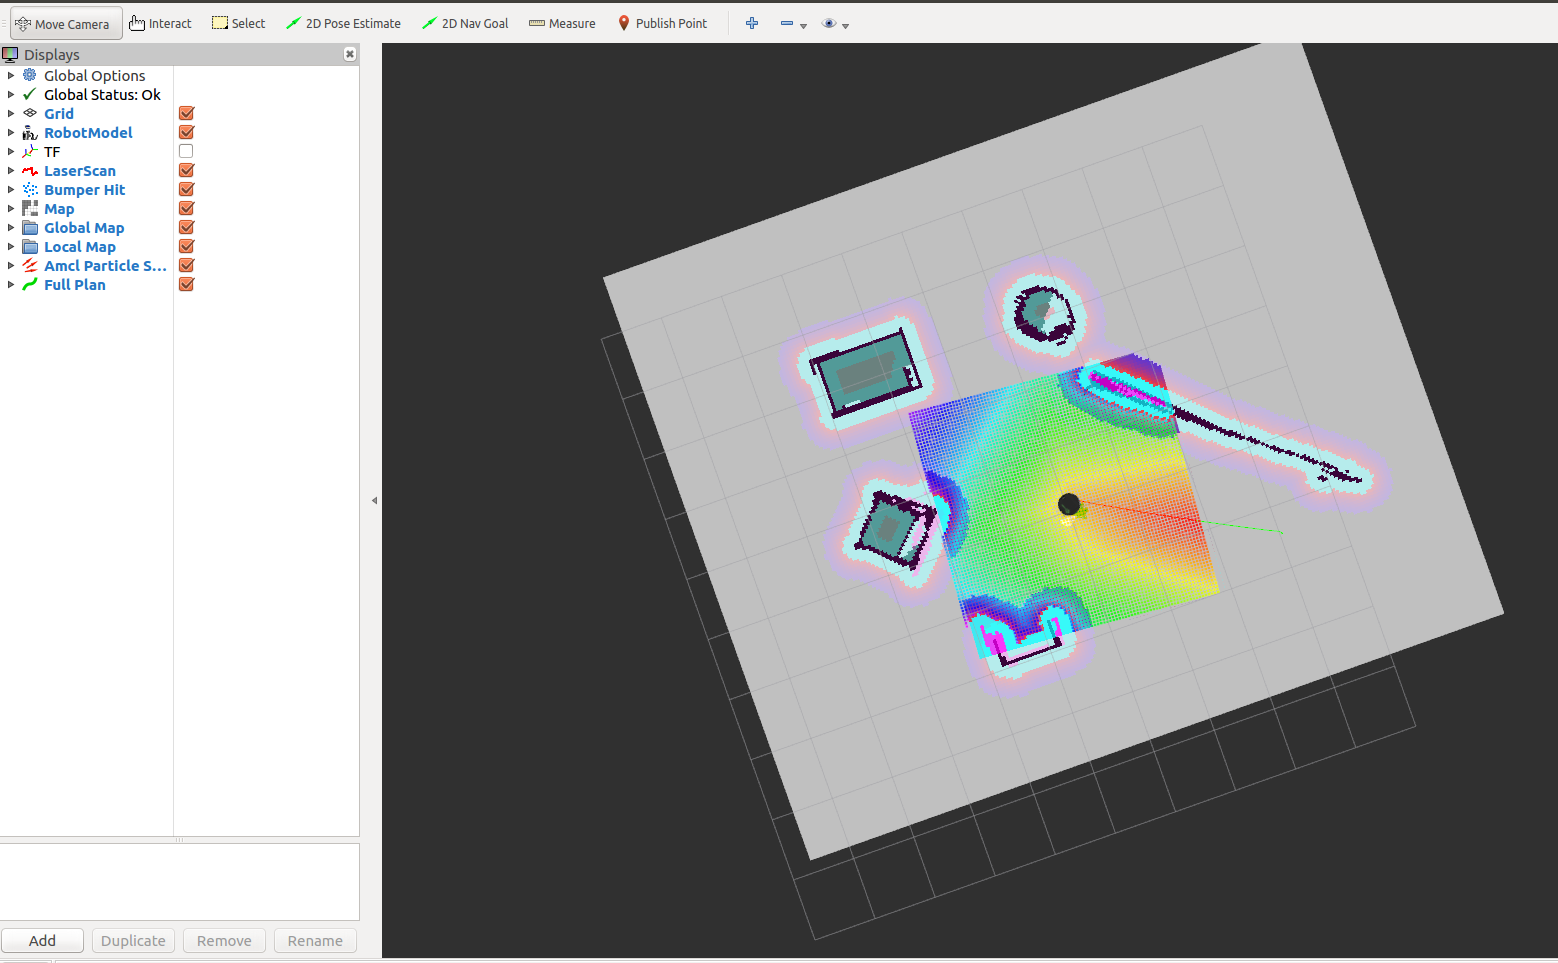 Move Camera Interact Select 2D Pose Estimate 2D Nav Goal Measure Publish Point
Displays
Global Options
Global Status: Ok
Grid
RobotModel
TF
LaserScan
Bumper Hit
Map
Global Map
Local Map
Amcl Particle S...
Full Plan
Add Duplicate Remove Rename